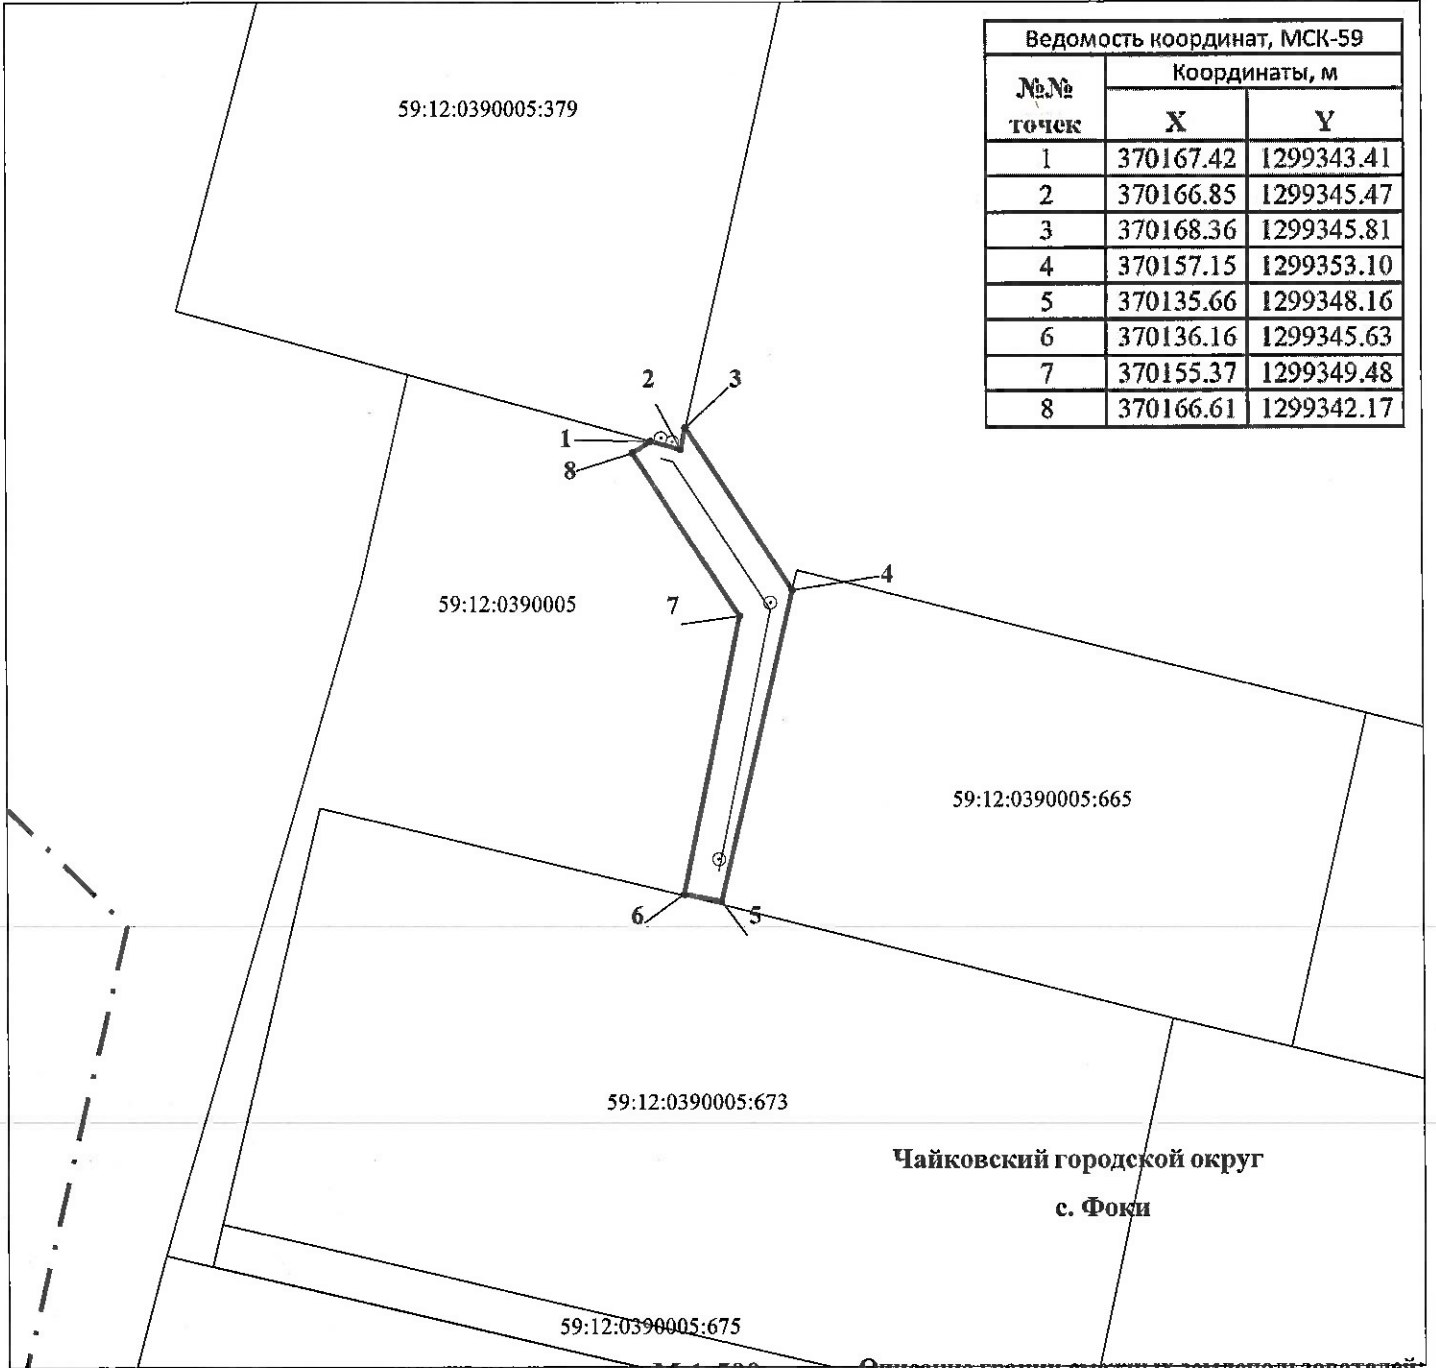 Ведомость координат, МСК-59
№№ точек
Координаты, м
X Y
1 370167.42 1299343.41
2 370166.85 1299345.47
3 370168.36 1299345.81
4 370157.15 1299353.10
5 370135.66 1299348.16
6 370136.16 1299345.63
7 370155.37 1299349.48
8 370166.61 1299342.17
59:12:0390005:379
2
3
1
8
4
59:12:0390005
7
59:12:0390005:665
6
5
59:12:0390005:673
Чайковский городской округ
с. Фоки
59:12:0390005:675